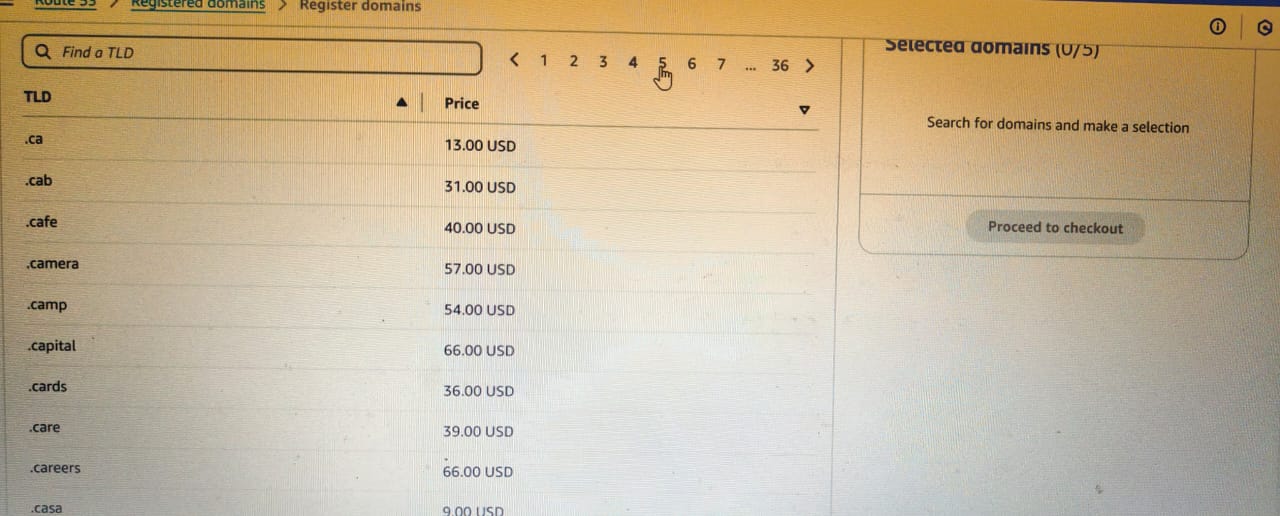 Route 53 > Registered domains > Register domains
Find a TLD
< 1 2 3 4 5 6 7 ... 36 >
Selected domains (0/5)
TLD Price
Search for domains and make a selection
.ca 13.00 USD
.cab 31.00 USD
.cafe 40.00 USD
Proceed to checkout
.camera 57.00 USD
.camp 54.00 USD
.capital 66.00 USD
.cards 36.00 USD
.care 39.00 USD
.careers 66.00 USD
.casa 9.00 USD